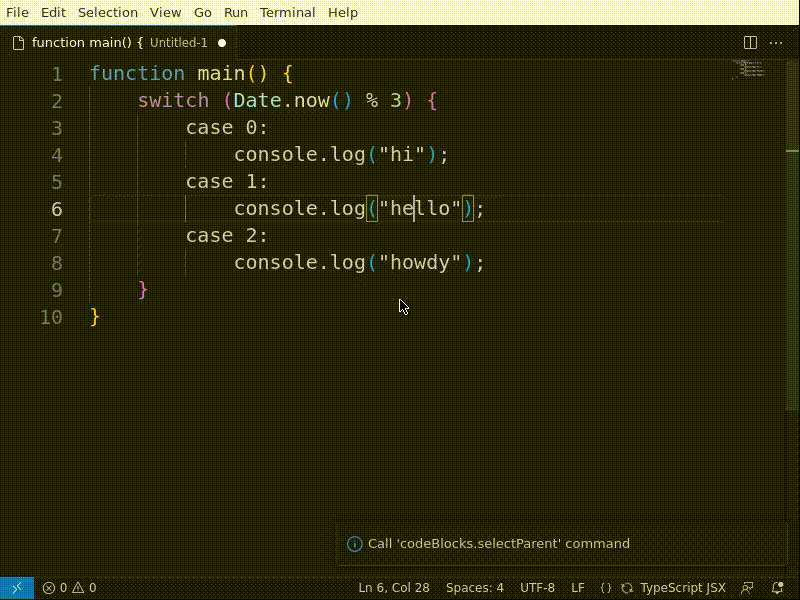 File Edit Selection View Go Run Terminal Help
function main() { Untitled-1
1 function main() {
2 switch (Date.now() % 3) {
3 case 0:
4 console.log("hi");
5 case 1:
6 console.log("hello");
7 case 2:
8 console.log("howdy");
9 }
10 }
Call 'codeBlocks.selectParent' command
0 0 Ln 6, Col 28 Spaces: 4 UTF-8 LF {} TypeScript JSX